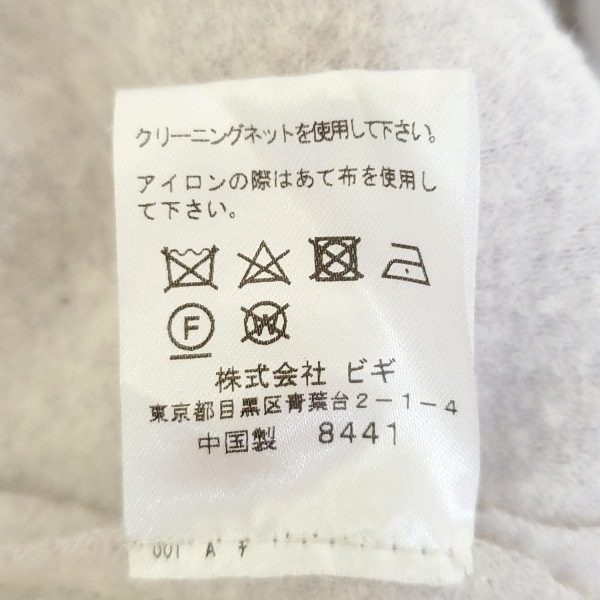 クリーニングネットを使用して下さい。
アイロンの際はあて布を使用し
て下さい。
F W
株式会社 ビギ
東京都目黒区青葉台2-1-4
中国製 8441
001 A